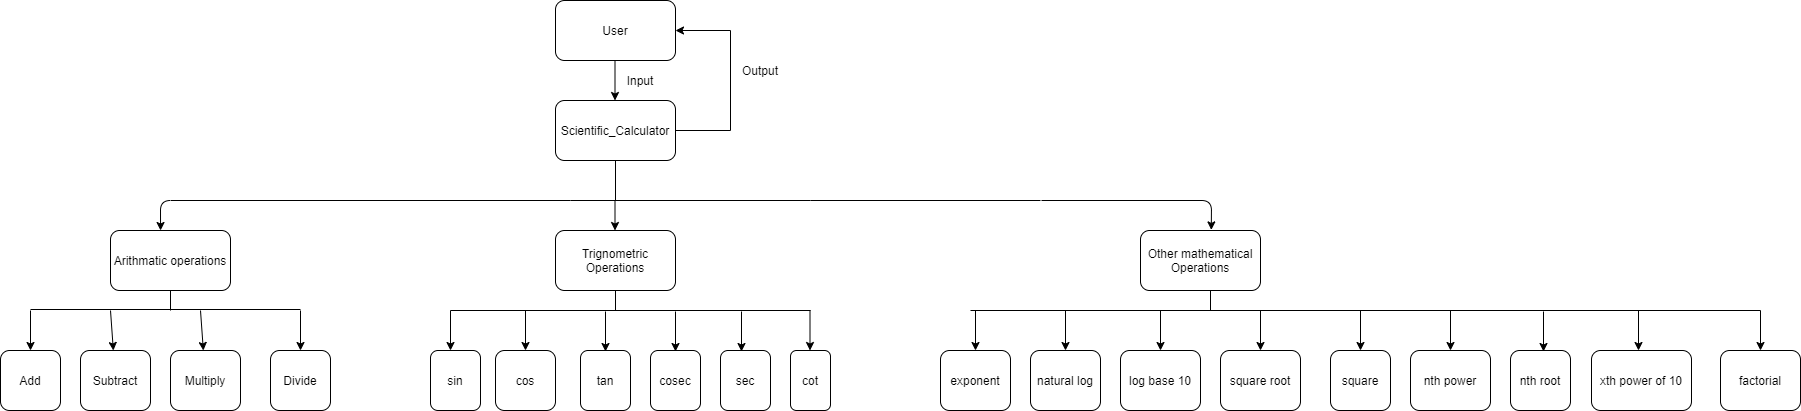 User
Input
Output
Scientific_Calculator
Arithmatic operations
Trignometric
Operations
Other mathematical
Operations
Add
Subtract
Multiply
Divide
sin
cos
tan
cosec
sec
cot
exponent
natural log
log base 10
square root
square
nth power
nth root
xth power of 10
factorial